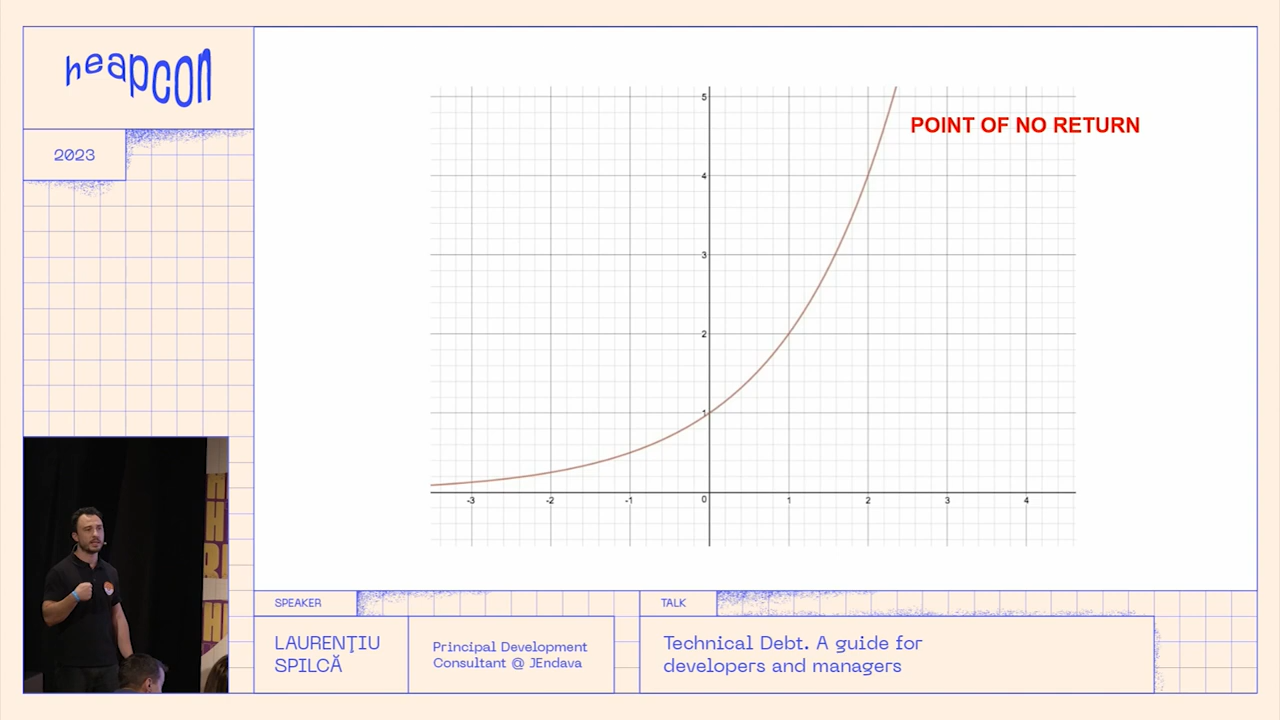 heapcon
2023
POINT OF NO RETURN
5
4
3
2
1
-3
-2
-1
0
1
2
3
4
SPEAKER
LAURENŢIU
SPILCĂ
Principal Development
Consultant @ JEndava
TALK
Technical Debt. A guide for
developers and managers